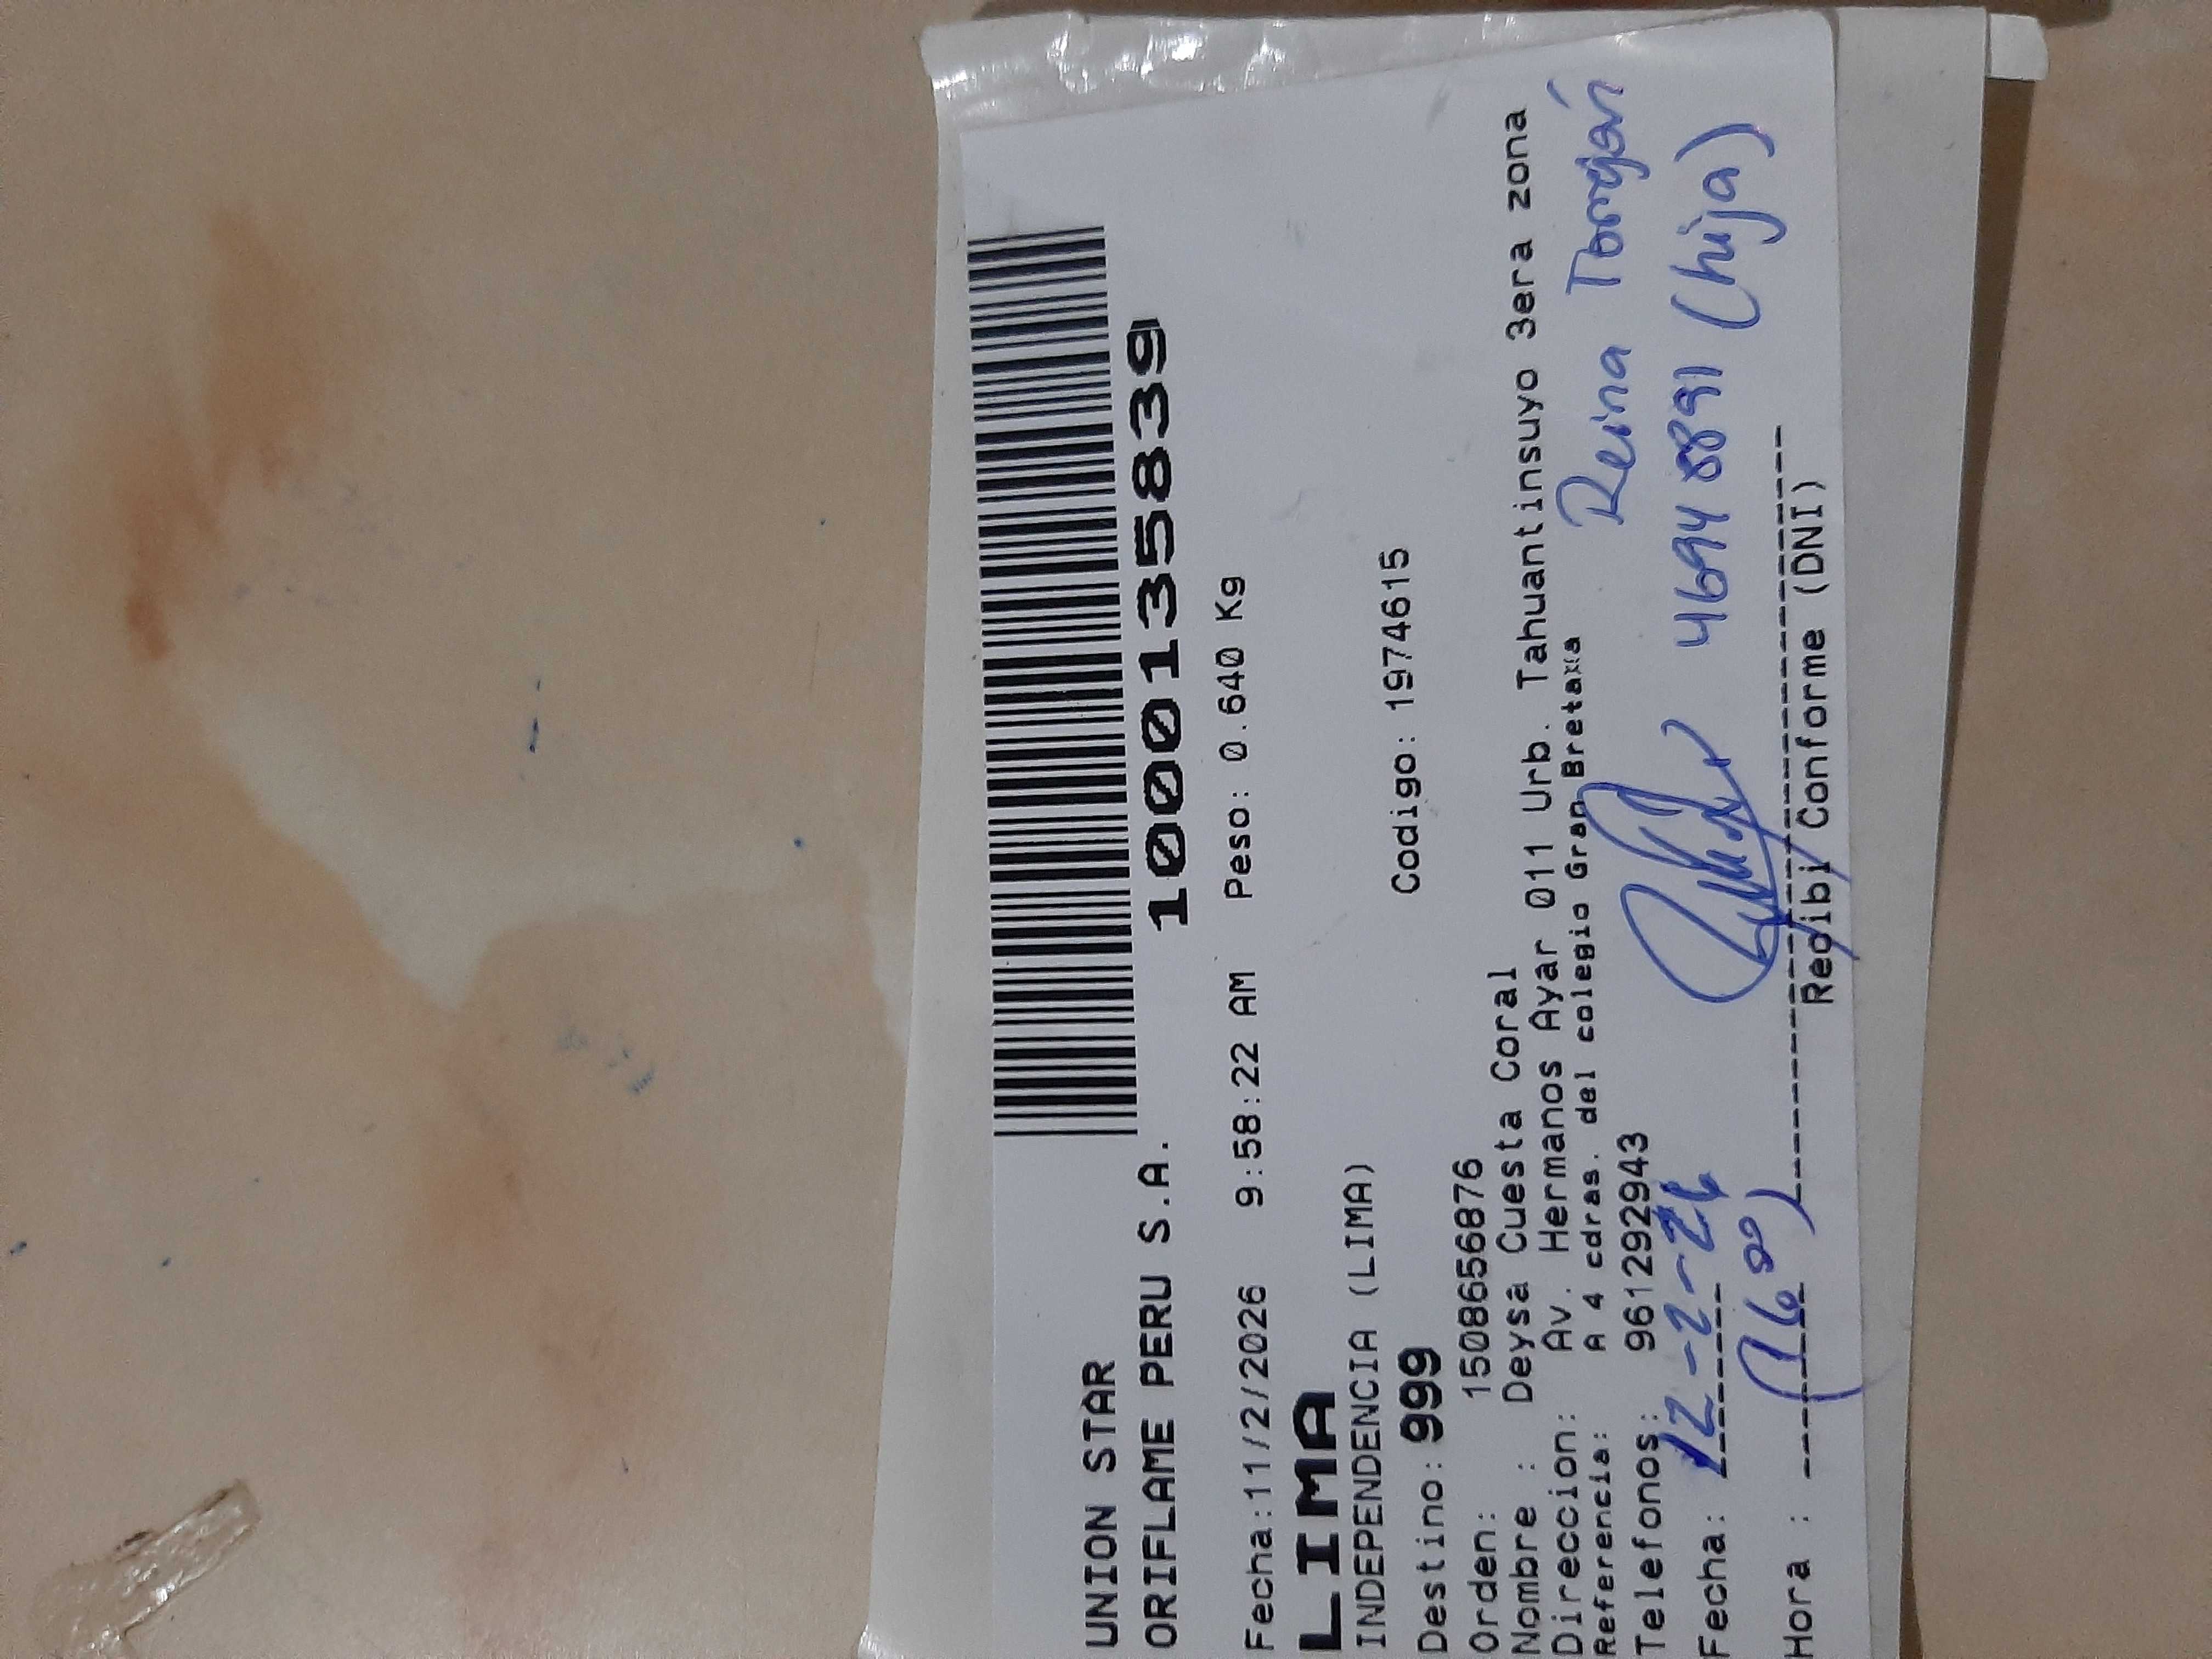 UNION STAR
ORIFLAME PERU S.A. 1000135839
Fecha:11/2/2026 9:58:22 AM Peso: 0.640 Kg
LIMA
INDEPENDENCIA (LIMA)
Destino: 999 Codigo: 1974615
Orden: 1508656876
Nombre : Deysa Cuesta Coral
Direccion: Av. Hermanos Ayar 011 Urb. Tahuantinsuyo 3era zona
Referencia: A 4 cdras. del colegio Gran
Telefonos: 961292943
Reina
Fecha: 12-2-26 46948891 (hija)
Hora :
Recibi Conforme (DNI)